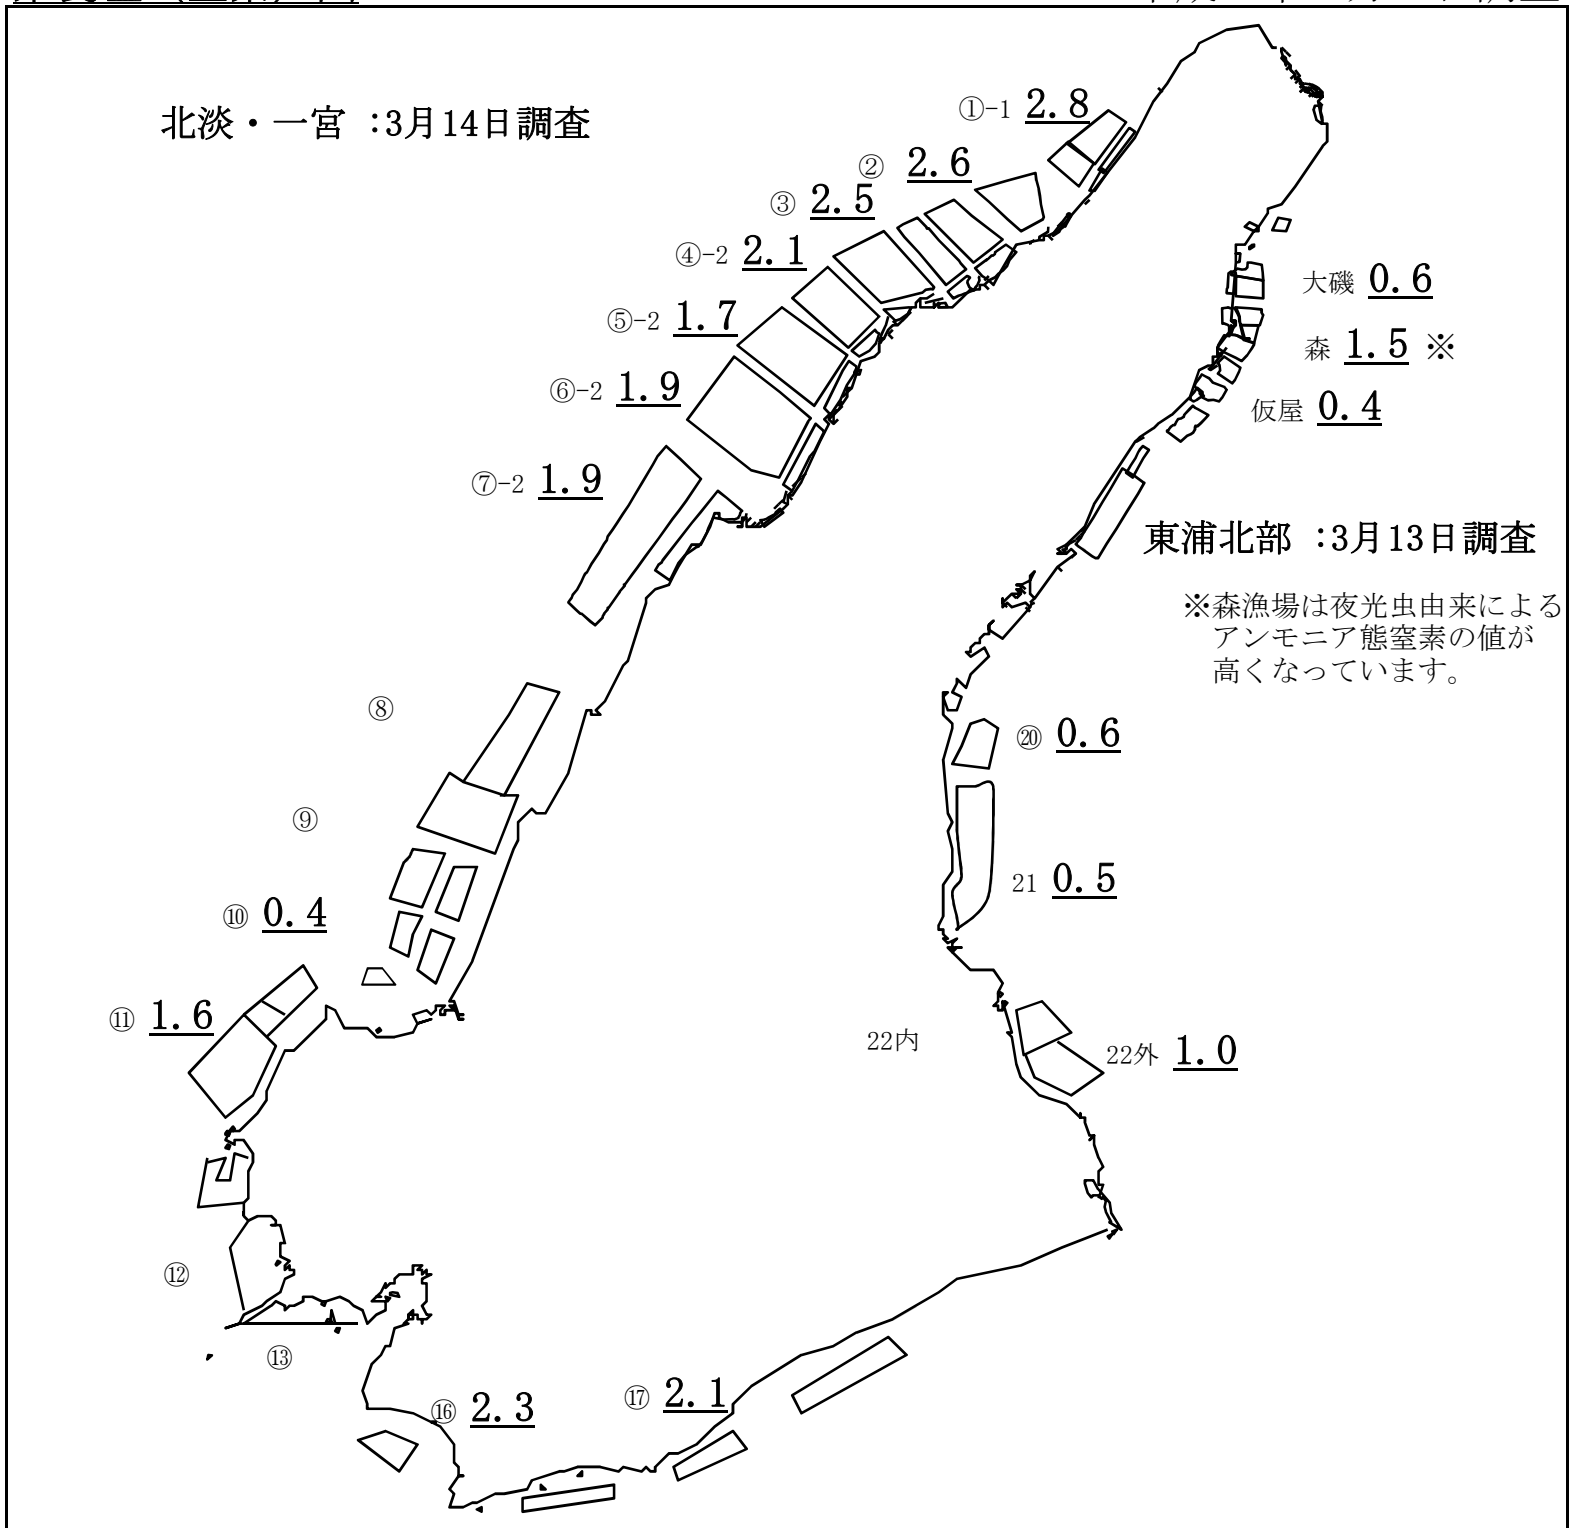 北淡・一宮 ：3月14日調査
①-1 2.8
② 2.6
③ 2.5
④-2 2.1
⑤-2 1.7
⑥-2 1.9
⑦-2 1.9
大磯 0.6
森 1.5 ※
仮屋 0.4
東浦北部 ：3月13日調査
※森漁場は夜光虫由来による
アンモニア態窒素の値が
高くなっています。
⑧
⑳ 0.6
⑨
21 0.5
⑩ 0.4
⑪ 1.6
22内
22外 1.0
⑫
⑬
⑯ 2.3
⑰ 2.1